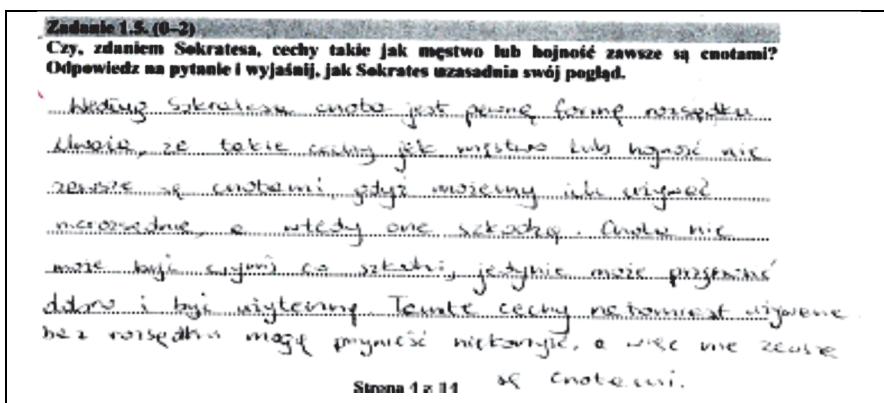 Zadanie 1.5. (0–2)
Czy, zdaniem Sokratesa, cechy takie jak męstwo lub hojność zawsze są cnotami?
Odpowiedz na pytanie i wyjaśnij, jak Sokrates uzasadnia swój pogląd.
Według Sokratesa cnota jest pewną formą rozsądku
Uważa, że takie cechy jak męstwo lub hojność nie
zawsze są cnotami, gdyż możemy ich używać
nierozsądnie, a wtedy one szkodzą. Cnota nie
może być czymś co szkodzi, jedynie może przynosić
dobro i być użyteczną. Tamte cechy natomiast używane
bez rozsądku mogą przynieść niekorzyść, a więc nie zawsze
są cnotami.
Strona 4 z 11